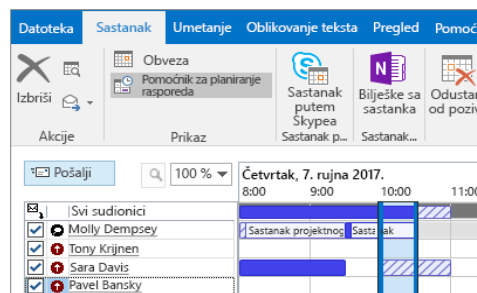 Datoteka Sastanak Umetanje Oblikovanje teksta Pregled Pomoć
Izbriši
Obveza
Pomoćnik za planiranje
rasporeda
Sastanak
putem
Skypea
Bilješke sa
sastanka
Odustan
od poziv
Akcije Prikaz Sastanak p... Sastanak...
Pošalji 100 % Četvrtak, 7. rujna 2017.
8:00 9:00 10:00 11:00
Svi sudionici
Molly Dempsey Sastanak projektnog Sastanak
Tony Krijnen
Sara Davis
Pavel Bansky